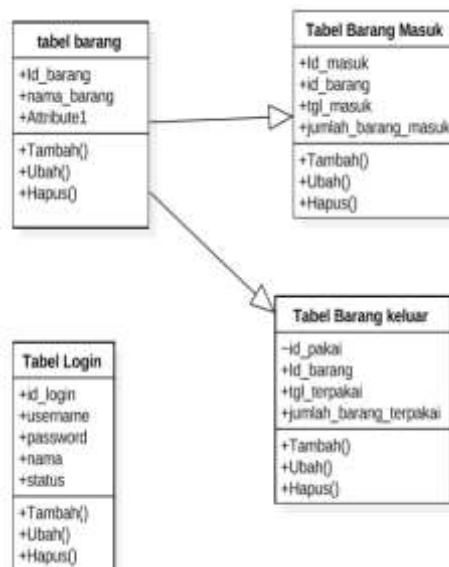 tabel barang
+Id_barang
+nama_barang
+Attribute1
+Tambah()
+Ubah()
+Hapus()
Tabel Barang Masuk
+Id_masuk
+id_barang
+tgl_masuk
+jumlah_barang_masuk
+Tambah()
+Ubah()
+Hapus()
Tabel Barang keluar
~id_pakai
+Id_barang
+tgl_terpakai
+jumlah_barang_terpakai
+Tambah()
+Ubah()
+Hapus()
Tabel Login
+id_login
+username
+password
+nama
+status
+Tambah()
+Ubah()
+Hapus()